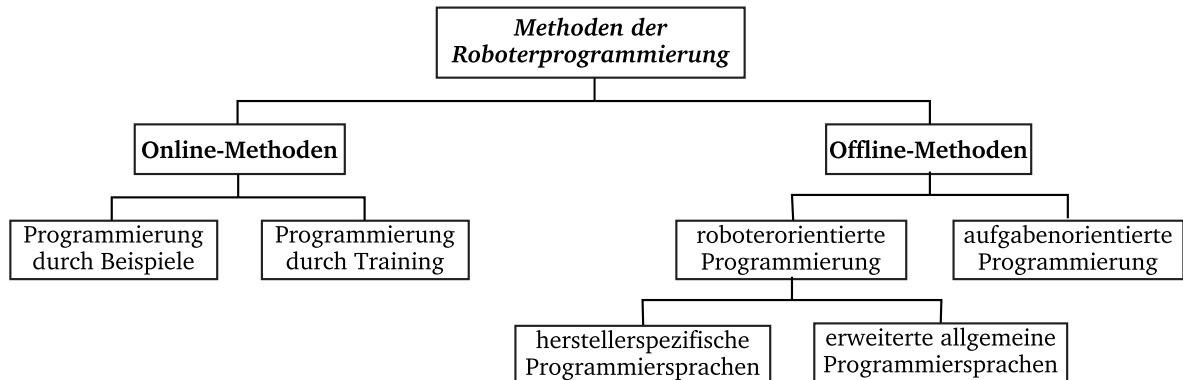 Methoden der
Roboterprogrammierung
Online-Methoden
Offline-Methoden
Programmierung
durch Beispiele
Programmierung
durch Training
roboterorientierte
Programmierung
aufgabenorientierte
Programmierung
herstellerspezifische
Programmiersprachen
erweiterte allgemeine
Programmiersprachen